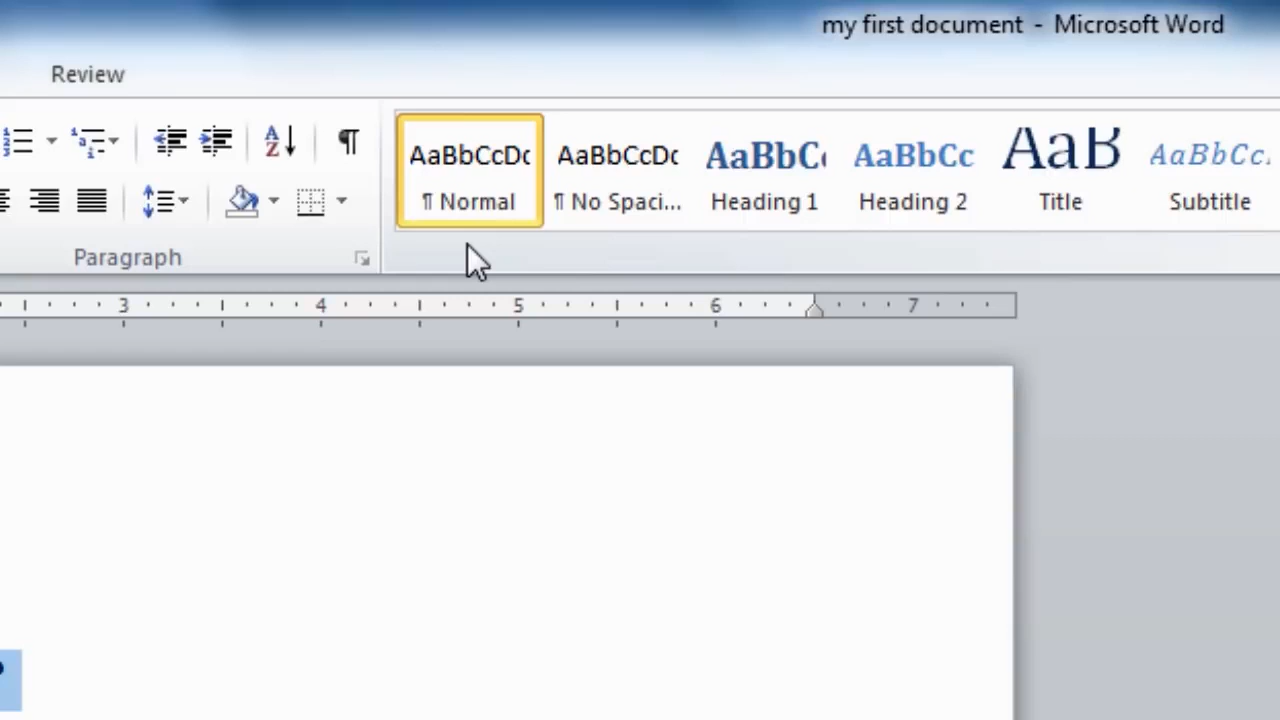 my first document - Microsoft Word
Review
AaBbCcDc AaBbCcDc AaBbC AaBbCc AaB AaBbCc.
¶ Normal ¶ No Spaci... Heading 1 Heading 2 Title Subtitle
Paragraph
3 4 5 6 7